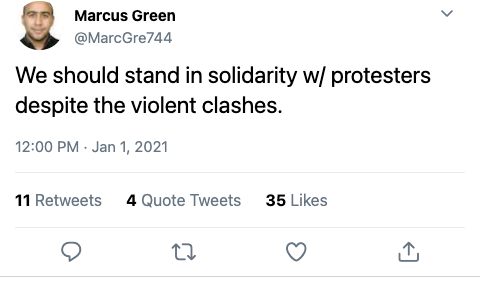 Marcus Green
@MarcGre744
We should stand in solidarity w/ protesters
despite the violent clashes.
12:00 PM · Jan 1, 2021
11 Retweets 4 Quote Tweets 35 Likes